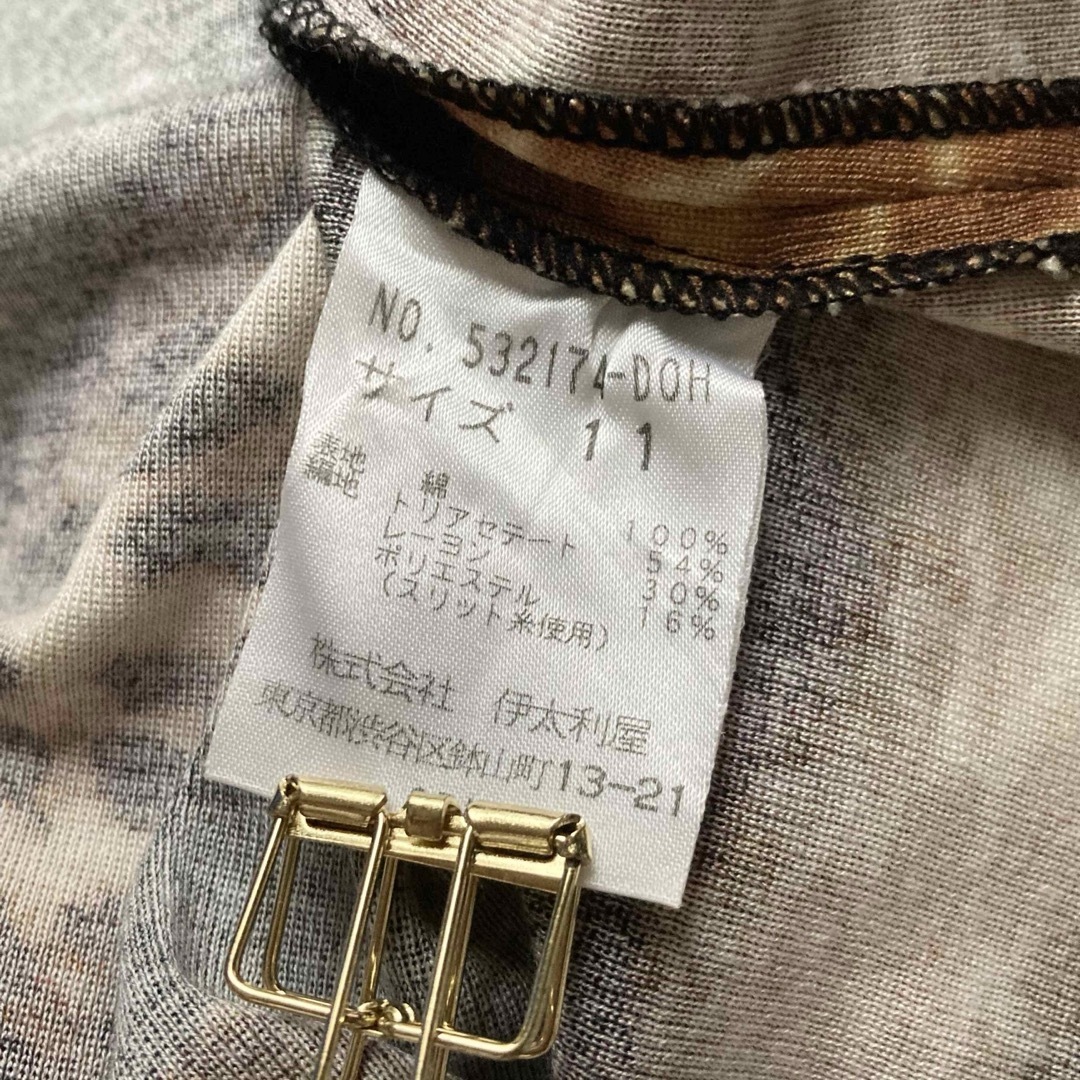 NO. 532174-DOH
サイズ 11
表地 綿 100%
編地 トリアセテート 54%
レーヨン 30%
ポリエステル 16%
(スリット糸使用)
株式会社 伊太利屋
東京都渋谷区鉢山町13-21